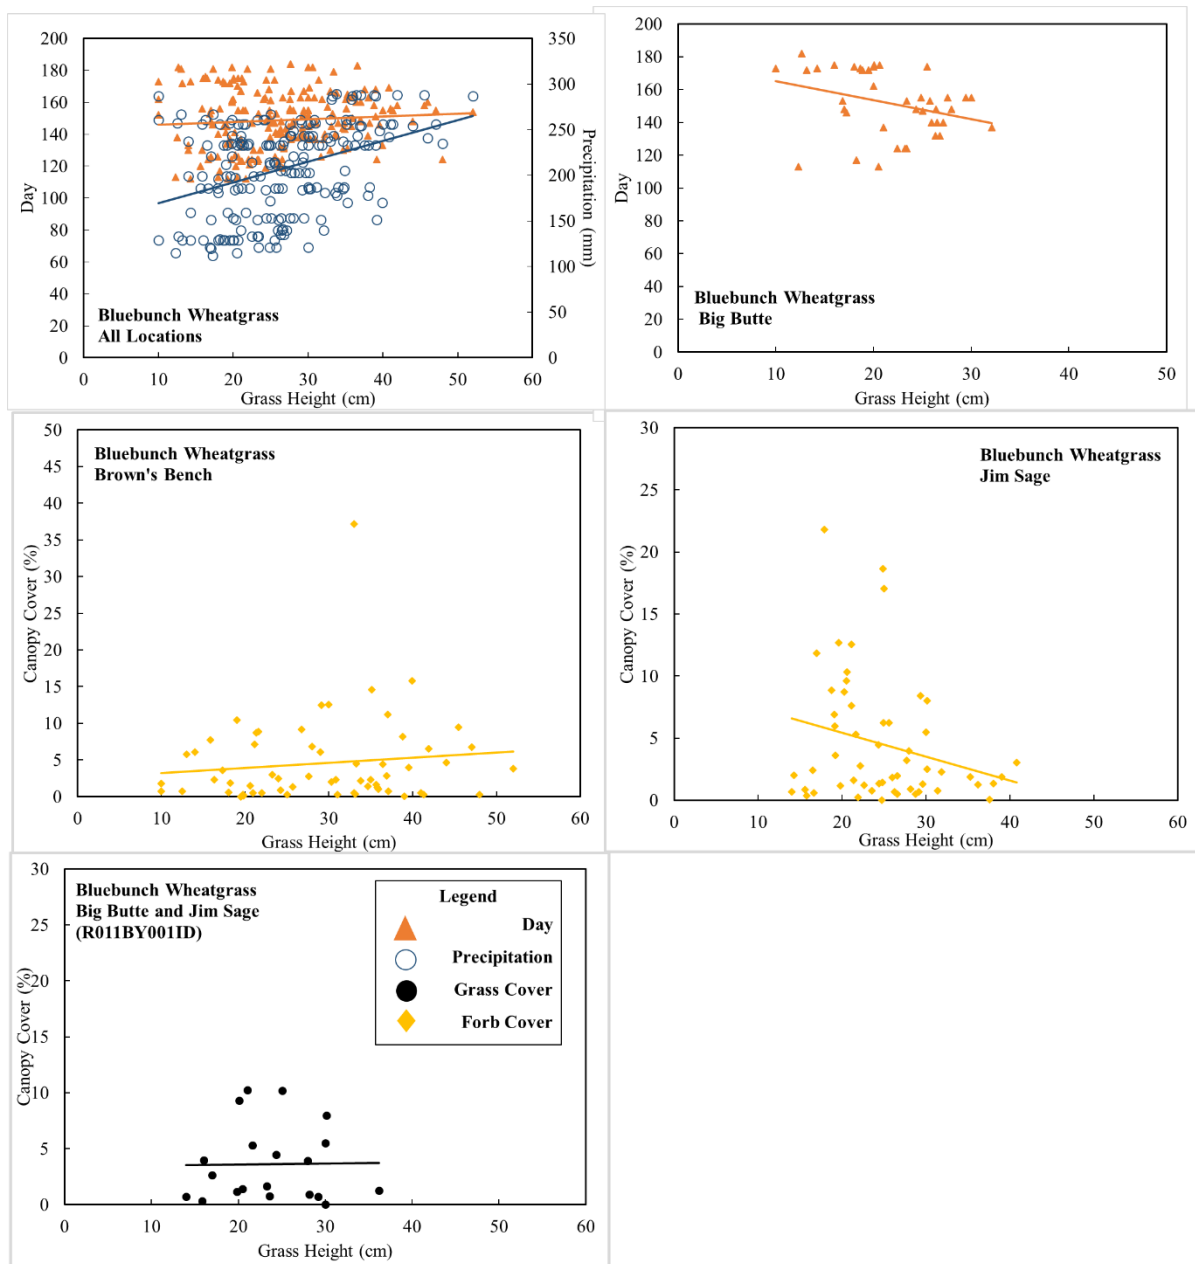 200
180
160
140
120
100
80
60
40
20
0
Day
350
300
250
200
150
100
50
0
Precipitation (mm)
Bluebunch Wheatgrass
All Locations
0 10 20 30 40 50 60
Grass Height (cm)
200
180
160
140
120
100
80
60
40
20
0
Day
Bluebunch Wheatgrass
Big Butte
0 10 20 30 40 50
Grass Height (cm)
50
45
40
35
30
25
20
15
10
5
0
Canopy Cover (%)
Bluebunch Wheatgrass
Brown's Bench
0 10 20 30 40 50 60
Grass Height (cm)
30
25
20
15
10
5
0
Canopy Cover (%)
Bluebunch Wheatgrass
Jim Sage
0 10 20 30 40 50 60
Grass Height (cm)
30
25
20
15
10
5
0
Canopy Cover (%)
Bluebunch Wheatgrass
Big Butte and Jim Sage
(R011BY001ID)
Legend
Day
Precipitation
Grass Cover
Forb Cover
0 10 20 30 40 50 60
Grass Height (cm)